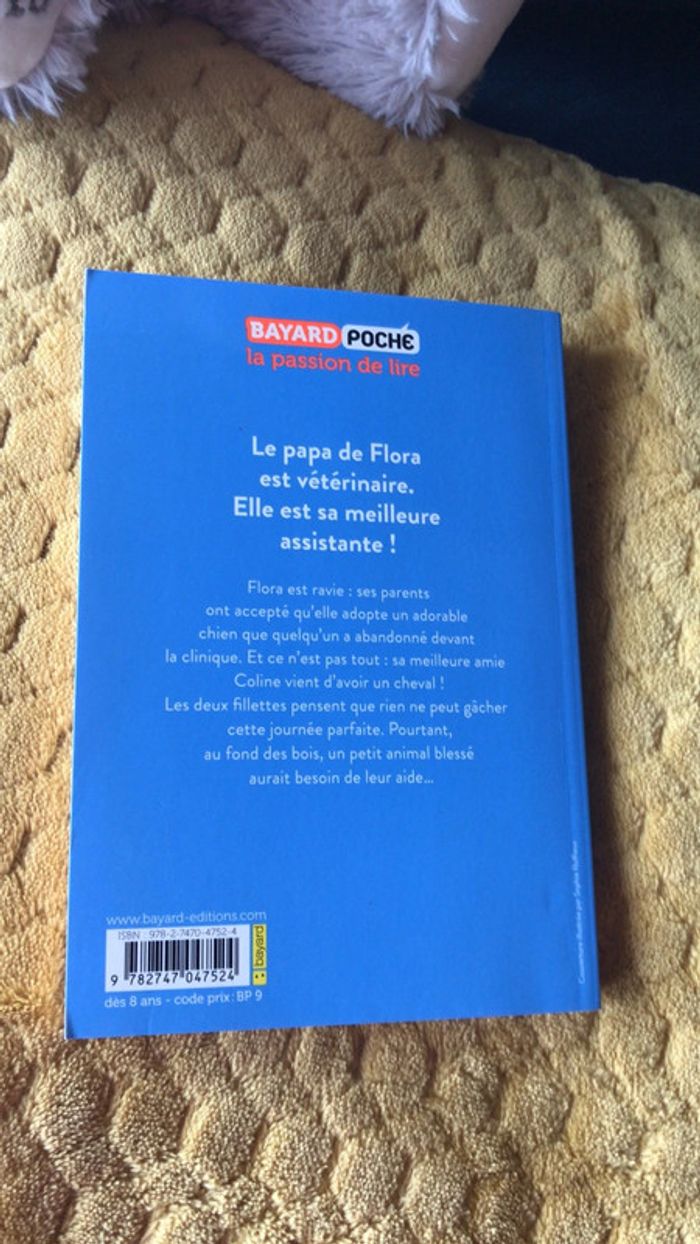 BAYARD POCHE
la passion de lire
Le papa de Flora
est vétérinaire.
Elle est sa meilleure
assistante !
Flora est ravie : ses parents
ont accepté qu'elle adopte un adorable
chien que quelqu'un a abandonné devant
la clinique. Et ce n'est pas tout : sa meilleure amie
Coline vient d'avoir un cheval !
Les deux fillettes pensent que rien ne peut gâcher
cette journée parfaite. Pourtant,
au fond des bois, un petit animal blessé
aurait besoin de leur aide...
www.bayard-editions.com
ISBN : 978-2-7470-4752-4
9 782747 047524
bayard
dès 8 ans - code prix : BP 9
Couverture illustrée par Sophie